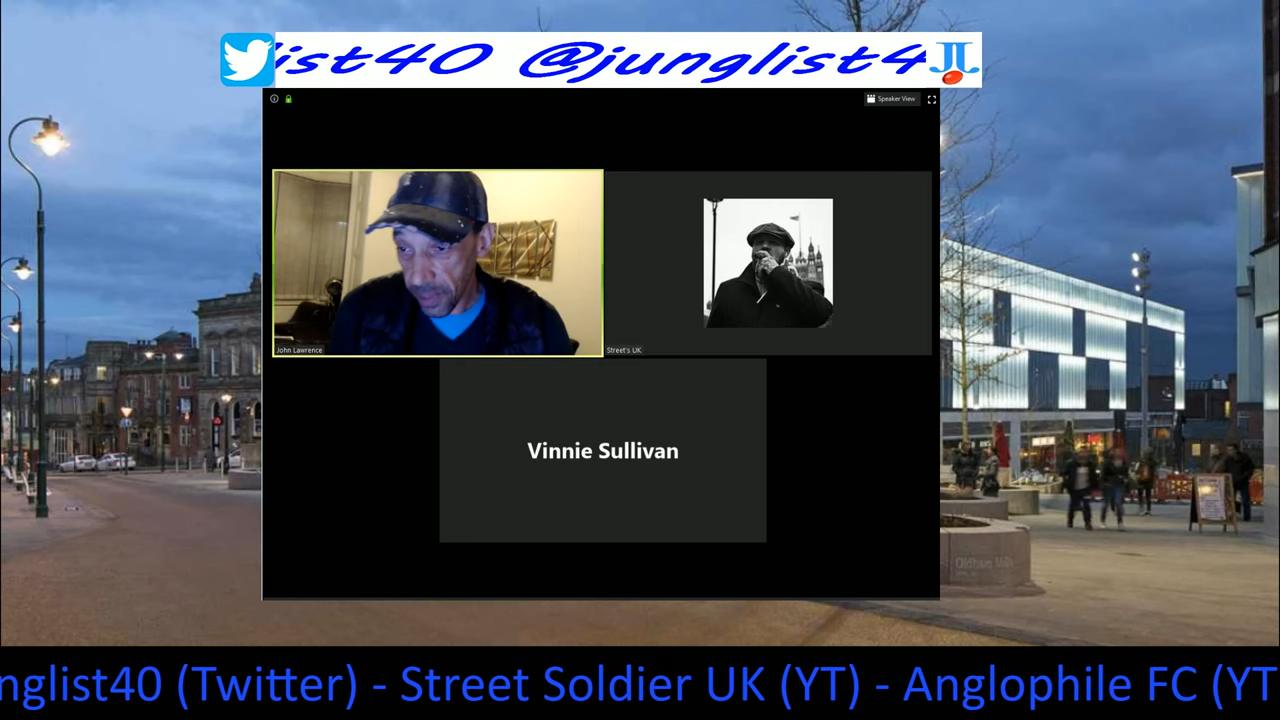 ist40 @junglist4
Speaker View
John Lawrence
Street's UK
Vinnie Sullivan
Oldham
nglist40 (Twitter) - Street Soldier UK (YT) - Anglophile FC (YT